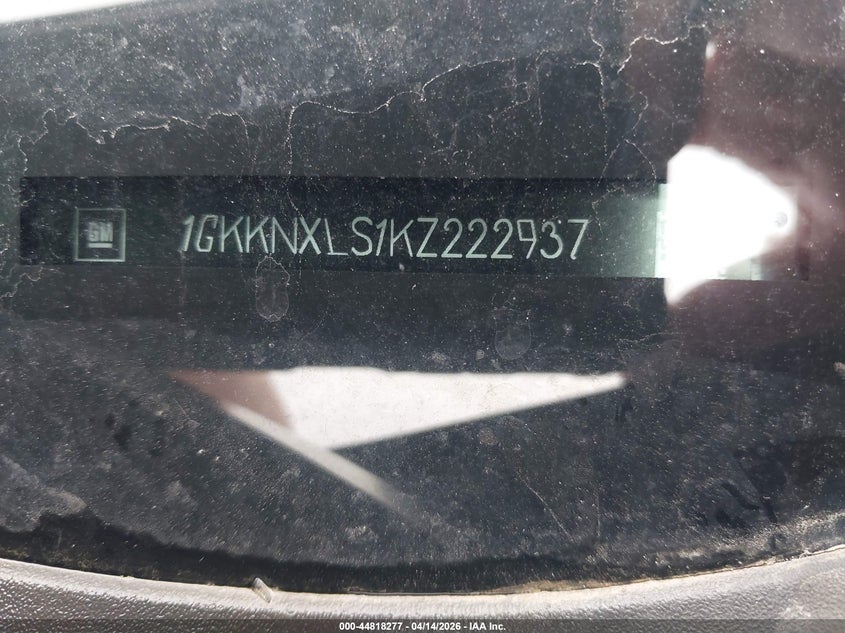 GM 1GKKNXLS1KZ222937
000-44818277 - 04/14/2026 - IAA Inc.